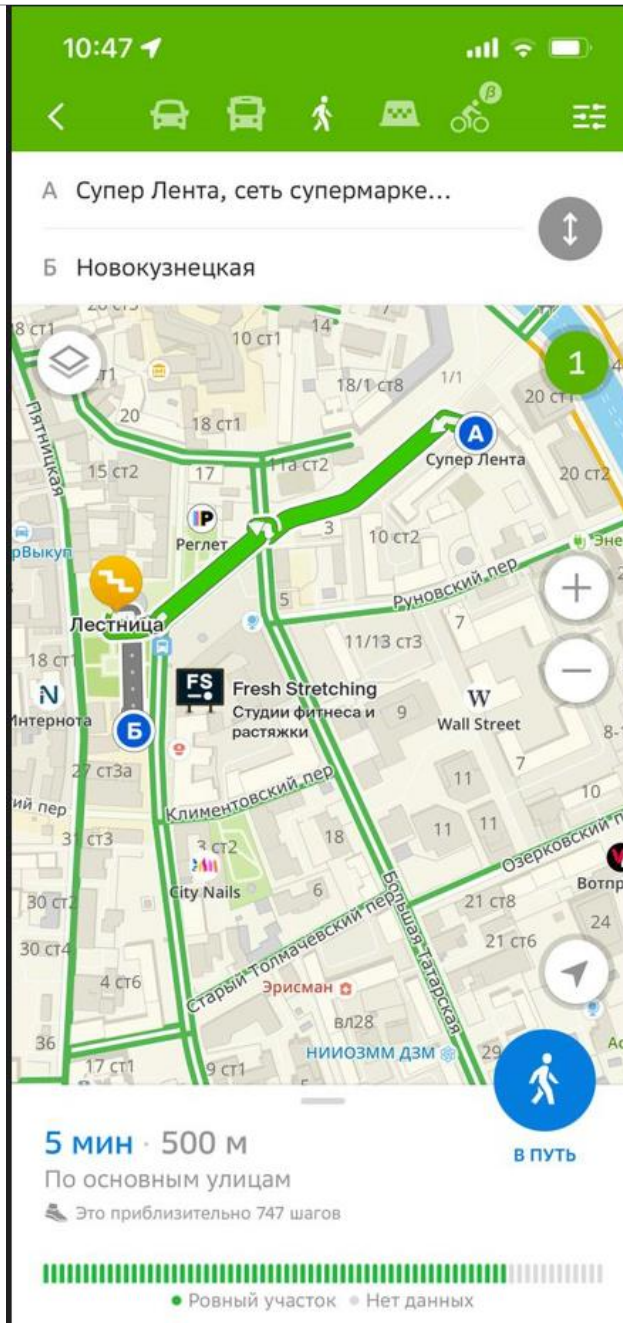 10:47
β
А Супер Лента, сеть супермарке...
Б Новокузнецкая
14
10 ст1
1
18/1 ст8
1/1
20
18 ст1
15 ст2
17
11а ст2
А
Супер Лента
20 ст2
Пятницкая
Реглет
3
10 ст2
рВыкуп
5
Руновский пер
Лестница
7
11/13 ст3
18 ст1
FS
Fresh Stretching
Студии фитнеса и
растяжки
9
W
Wall Street
N
Интернота
Б
27 ст3а
7
11
10
ий пер
Климентовский пер
31 ст3
3 ст2
18
11
11
Озерковский п
City Nails
6
Вотпр
30 ст2
21 ст8
24
Большая Татарская
30 ст4
21 ст6
Старый Толмачёвский пер
4 ст6
Эрисман
вл28
36
НИИОЗММ ДЗМ
29
17 ст1
9 ст1
5 мин · 500 м
В ПУТЬ
По основным улицам
Это приблизительно 747 шагов
Ровный участок
Нет данных